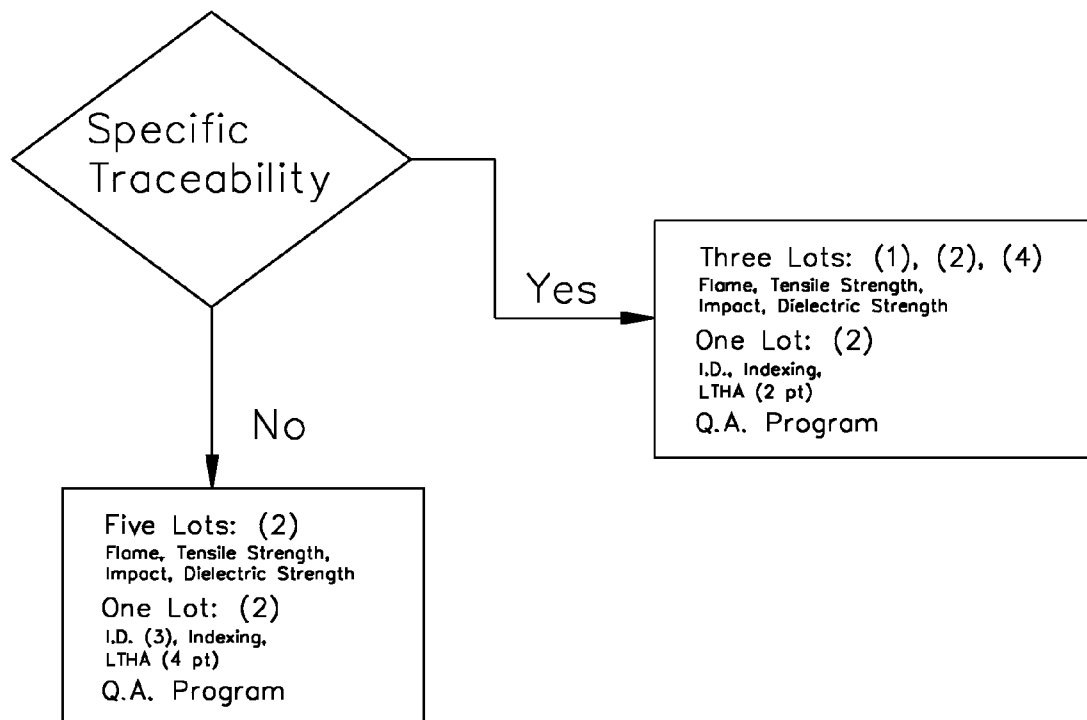 Specific
Traceability
Yes
Three Lots: (1), (2), (4)
Flame, Tensile Strength,
Impact, Dielectric Strength
One Lot: (2)
I.D., Indexing,
LTHA (2 pt)
Q.A. Program
No
Five Lots: (2)
Flame, Tensile Strength,
Impact, Dielectric Strength
One Lot: (2)
I.D. (3), Indexing,
LTHA (4 pt)
Q.A. Program